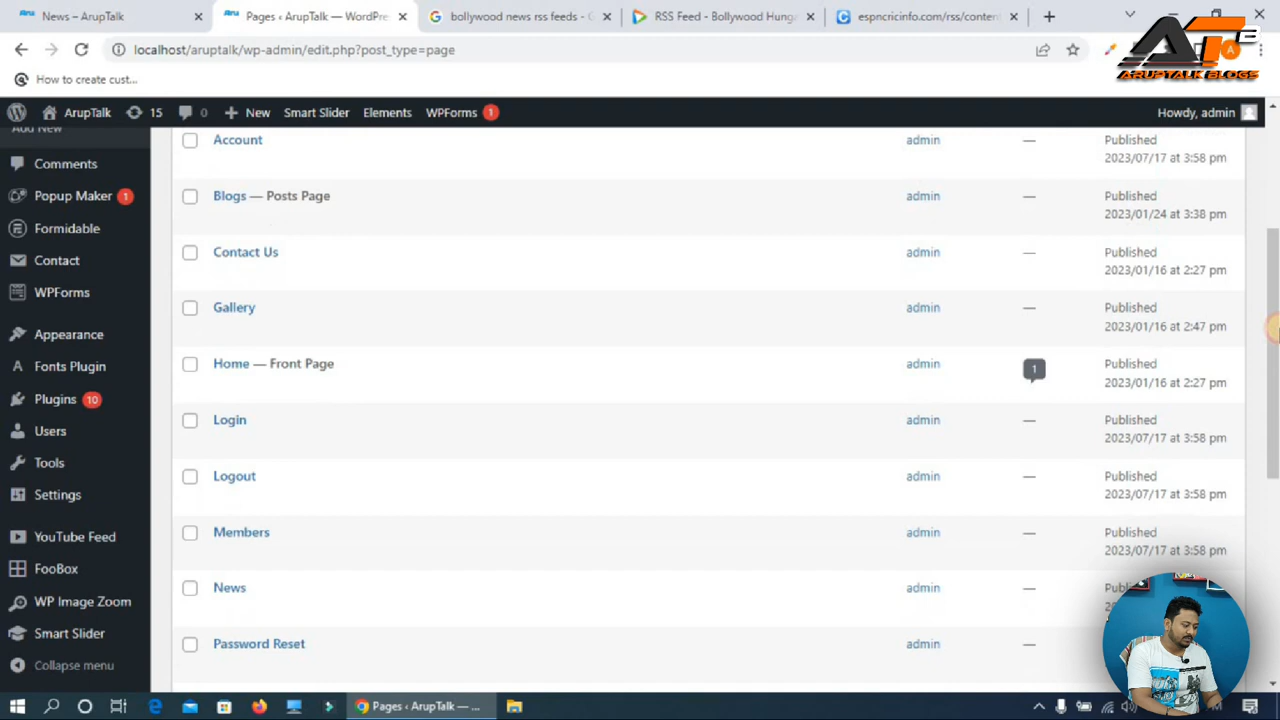 News – ArupTalk
Pages ‹ ArupTalk — WordPre
bollywood news rss feeds - G
RSS Feed - Bollywood Hung
espncricinfo.com/rss/conten
localhost/aruptalk/wp-admin/edit.php?post_type=page
A
How to create cust...
ATB
ARUPTALK BLOGS
ArupTalk
15
0
New
Smart Slider
Elements
WPForms
1
Howdy, admin
Add New
Comments
Popup Maker
1
Formidable
Contact
WPForms
Appearance
Fonts Plugin
Plugins
10
Users
Tools
Settings
YouTube Feed
FooBox
WP Image Zoom
Smart Slider
Collapse menu
Account
admin
—
Published
2023/07/17 at 3:58 pm
Blogs — Posts Page
admin
—
Published
2023/01/24 at 3:38 pm
Contact Us
admin
—
Published
2023/01/16 at 2:27 pm
Gallery
admin
—
Published
2023/01/16 at 2:47 pm
Home — Front Page
admin
1
Published
2023/01/16 at 2:27 pm
Login
admin
—
Published
2023/07/17 at 3:58 pm
Logout
admin
—
Published
2023/07/17 at 3:58 pm
Members
admin
—
Published
2023/07/17 at 3:58 pm
News
admin
—
Password Reset
admin
—
Pages ‹ ArupTalk — ...